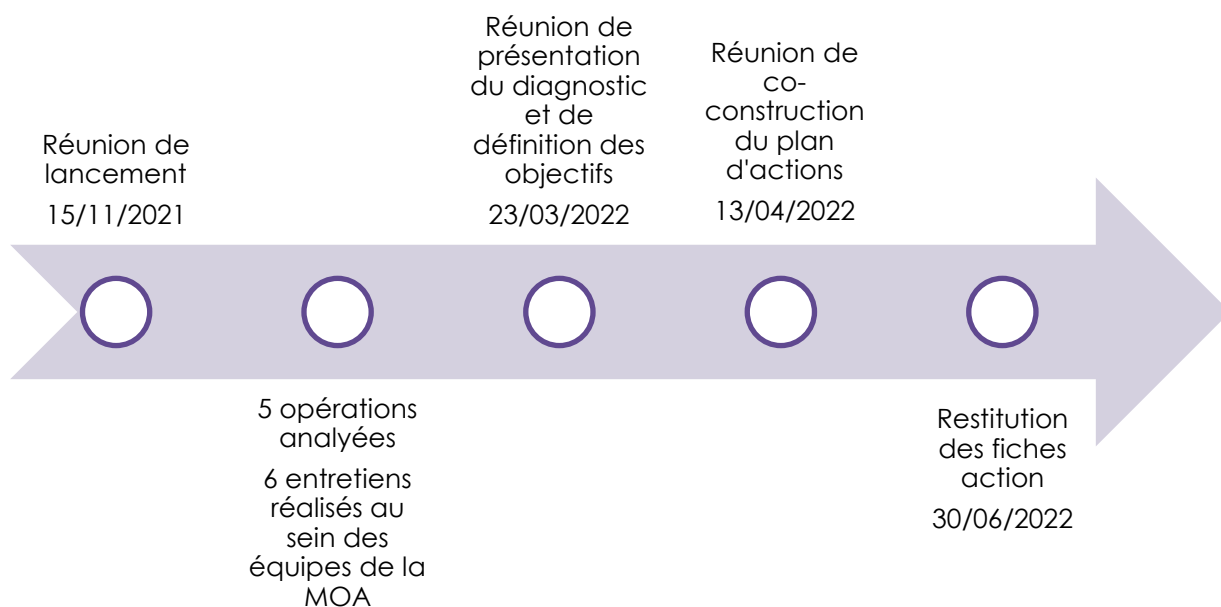 Réunion de
lancement
15/11/2021
5 opérations
analyées
6 entretiens
réalisés au
sein des
équipes de la
MOA
Réunion de
présentation
du diagnostic
et de
définition des
objectifs
23/03/2022
Réunion de
co-
construction
du plan
d'actions
13/04/2022
Restitution
des fiches
action
30/06/2022